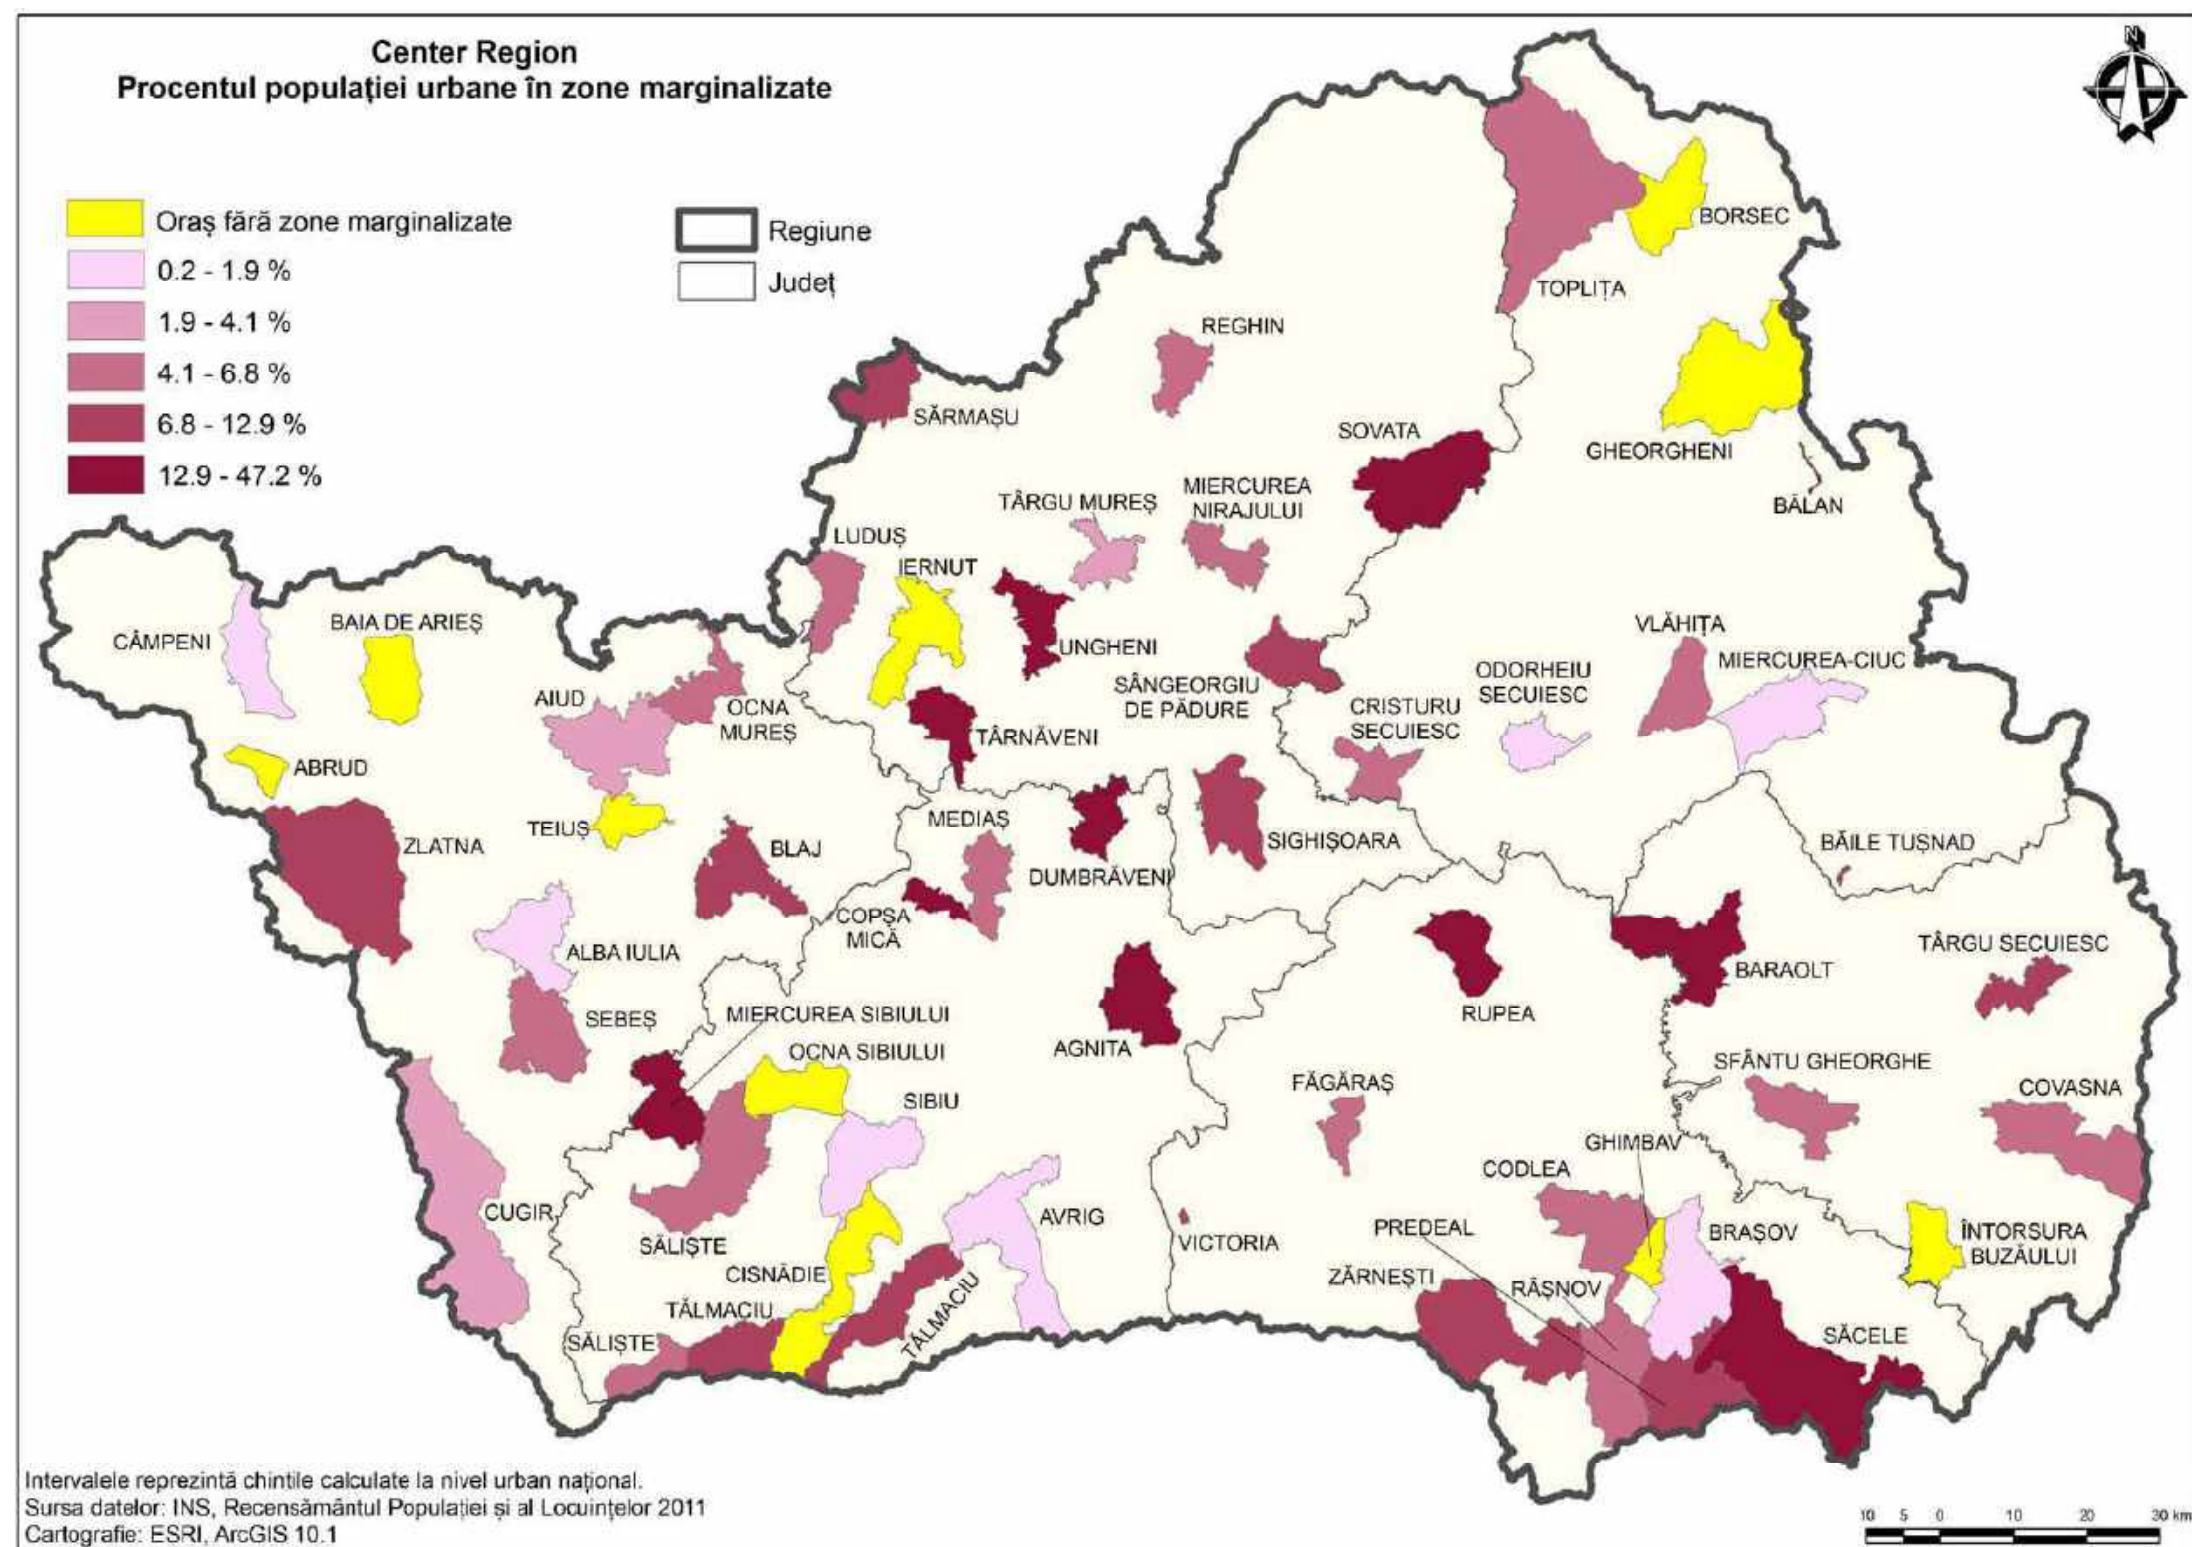 Center Region
Procentul populației urbane în zone marginalizate
N
Oraș fără zone marginalizate
0.2 - 1.9 %
1.9 - 4.1 %
4.1 - 6.8 %
6.8 - 12.9 %
12.9 - 47.2 %
Regiune
Județ
BORSEC
TOPLIȚA
REGHIN
SĂRMAȘU
SOVATA
GHEORGHENI
BĂLAN
TÂRGU MUREȘ
MIERCUREA
NIRAJULUI
LUDUȘ
IERNUT
UNGHENI
CÂMPENI
BAIA DE ARIEȘ
AIUD
OCNA
MUREȘ
SÂNGEORGIU
DE PĂDURE
CRISTURU
SECUIESC
ODORHEIU
SECUIESC
VLĂHIȚA
MIERCUREA-CIUC
TÂRNĂVENI
ABRUD
ZLATNA
TEIUȘ
BLAJ
MEDIAȘ
DUMBRĂVENI
SIGHIȘOARA
BĂILE TUȘNAD
COPȘA
MICĂ
ALBA IULIA
SEBEȘ
MIERCUREA SIBIULUI
OCNA SIBIULUI
AGNITA
RUPEA
BARAOLT
TÂRGU SECUIESC
SFÂNTU GHEORGHE
COVASNA
FĂGĂRAȘ
SIBIU
GHIMBAV
CODLEA
CUGIR
SĂLIȘTE
CISNĂDIE
AVRIG
VICTORIA
PREDEAL
BRAȘOV
ÎNTORSURA
BUZĂULUI
ZĂRNEȘTI
RÂȘNOV
TĂLMACIU
TĂLMACIU
SĂLIȘTE
SĂCELE
Intervalele reprezintă chintile calculate la nivel urban național.
Sursa datelor: INS, Recensământul Populației și al Locuințelor 2011
Cartografie: ESRI, ArcGIS 10.1
10 5 0 10 20 30 km